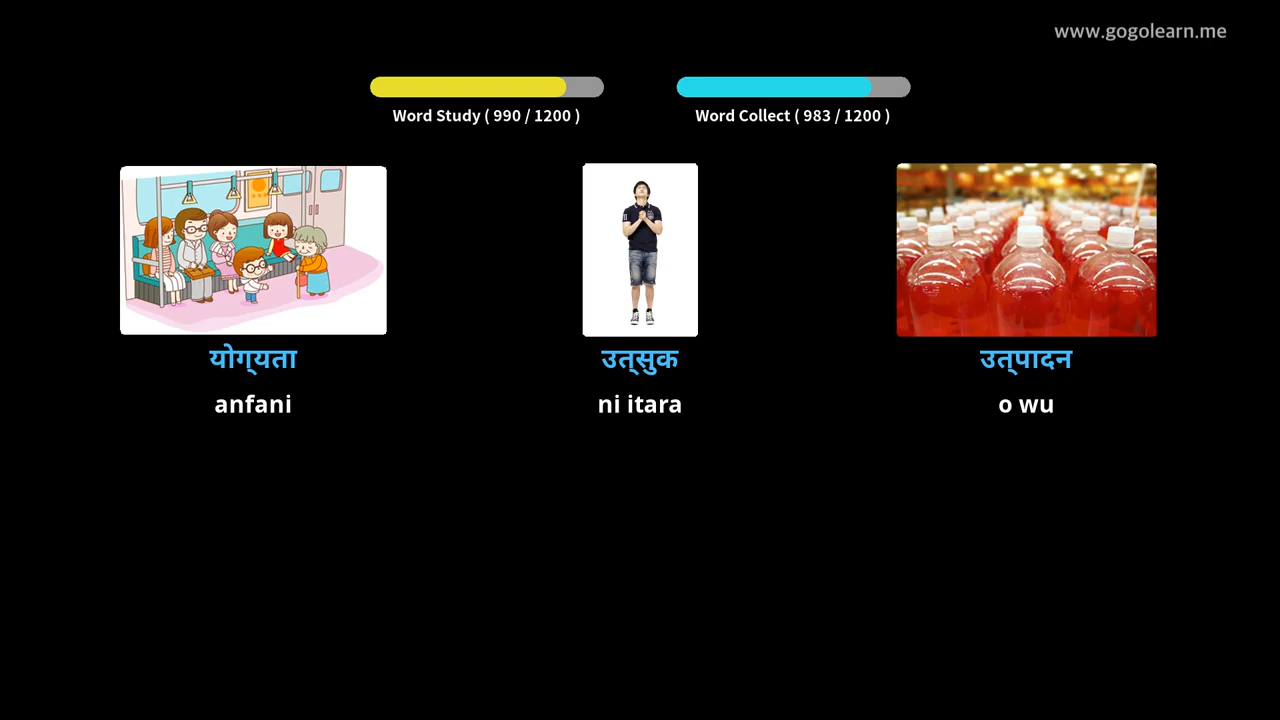 www.gogolearn.me
Word Study ( 990 / 1200 )
Word Collect ( 983 / 1200 )
योग्यता
उत्सुक
उत्पादन
anfani
ni itara
o wu